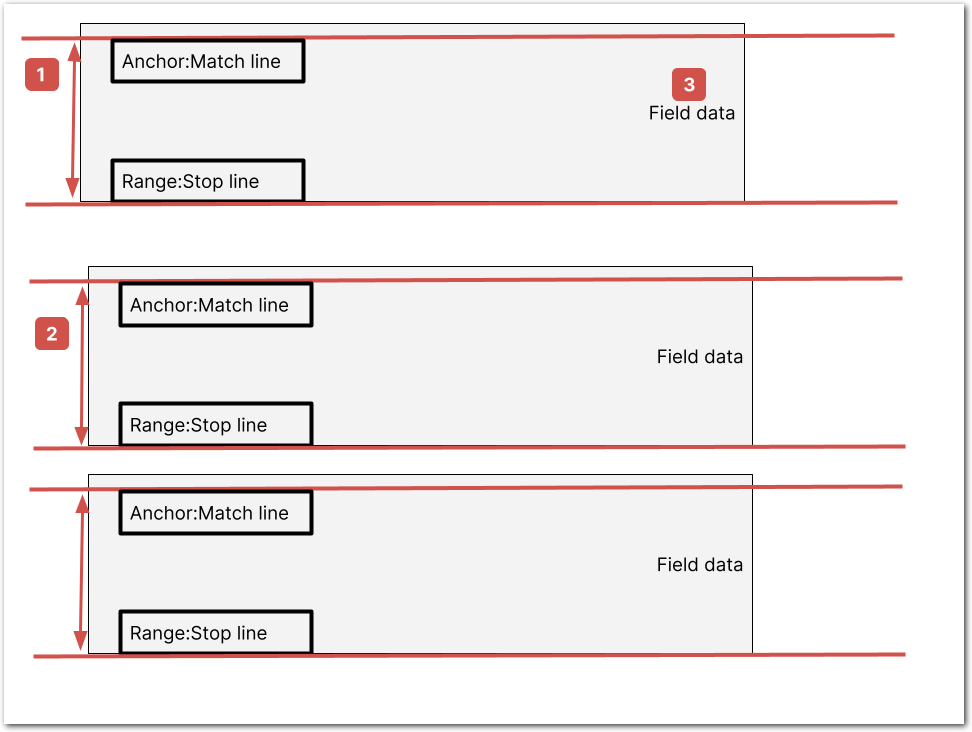 Anchor:Match line
1
3
Field data
Range:Stop line
Anchor:Match line
2
Field data
Range:Stop line
Anchor:Match line
Field data
Range:Stop line